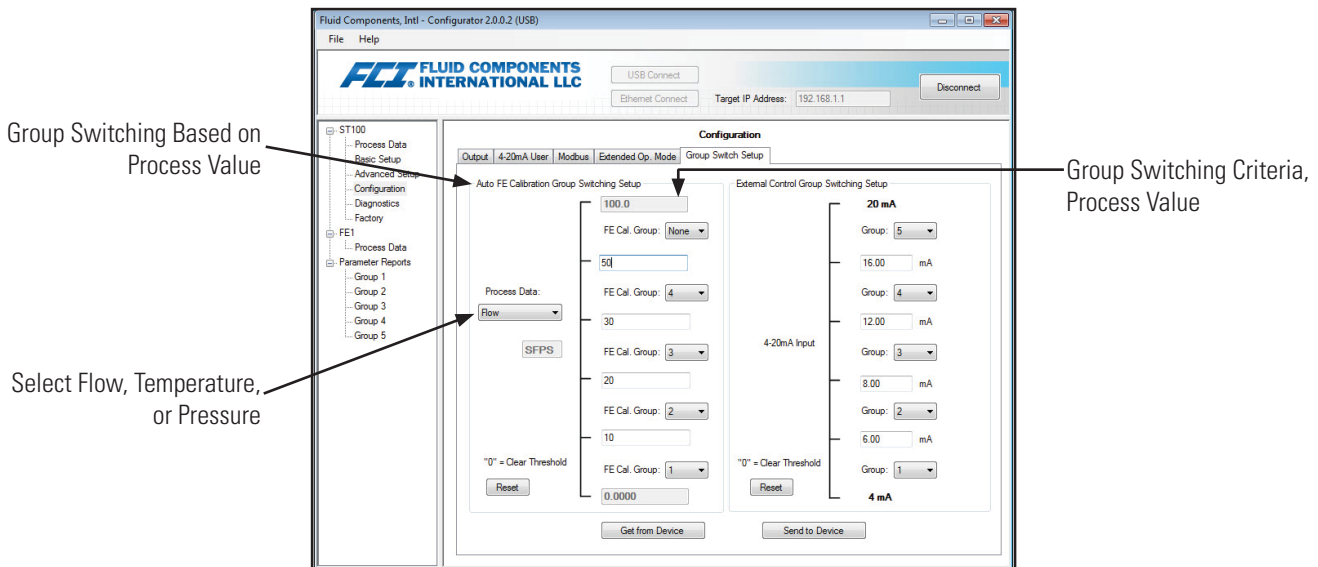 Fluid Components, Intl - Configurator 2.0.0.2 (USB)
File Help
FCI® FLUID COMPONENTS
INTERNATIONAL LLC
USB Connect
Ethernet Connect
Target IP Address: 192.168.1.1
Disconnect
Group Switching Based on
Process Value
Select Flow, Temperature,
or Pressure
ST100
Process Data
Basic Setup
Advanced Setup
Configuration
Diagnostics
Factory
FE1
Process Data
Parameter Reports
Group 1
Group 2
Group 3
Group 4
Group 5
Configuration
Output 4-20mA User Modbus Extended Op. Mode Group Switch Setup
Auto FE Calibration Group Switching Setup
100.0
FE Cal. Group: None
50
Process Data:
Flow
FE Cal. Group: 4
30
SFPS
FE Cal. Group: 3
20
FE Cal. Group: 2
10
"0" = Clear Threshold
FE Cal. Group: 1
Reset
0.0000
External Control Group Switching Setup
20 mA
Group: 5
16.00 mA
Group: 4
12.00 mA
4-20mA Input
Group: 3
8.00 mA
Group: 2
6.00 mA
"0" = Clear Threshold
Group: 1
Reset
4 mA
Get from Device
Send to Device
Group Switching Criteria,
Process Value